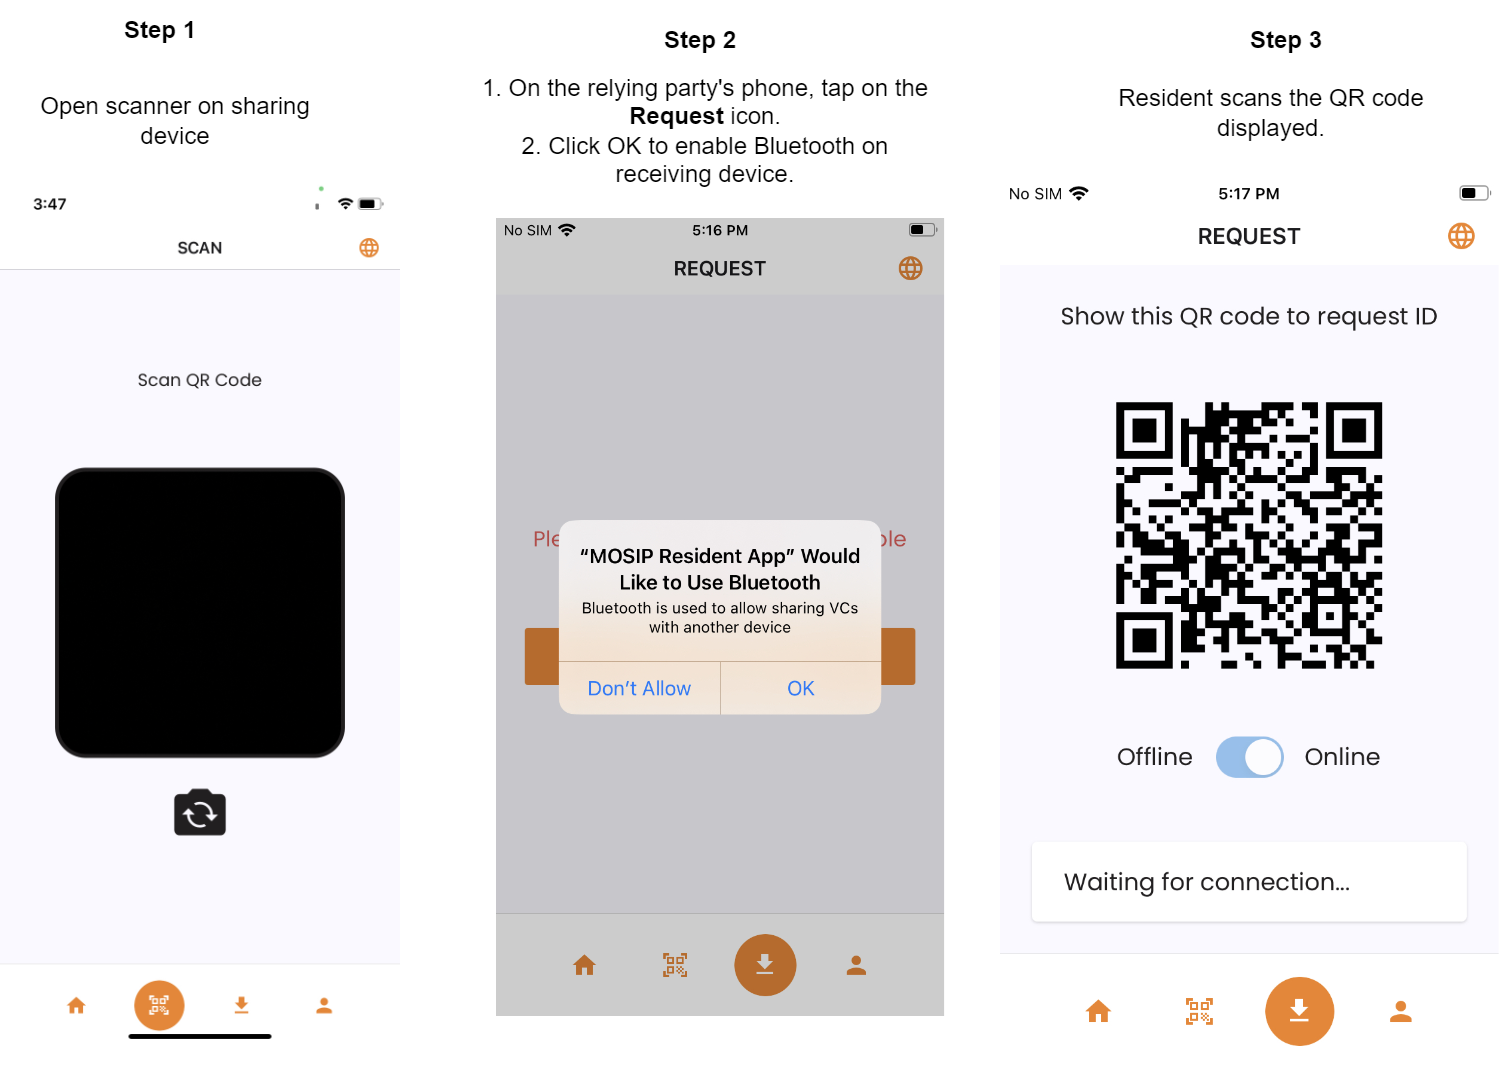 Step 1
Open scanner on sharing
device
3:47
SCAN
Scan QR Code
Step 2
1. On the relying party's phone, tap on the
Request icon.
2. Click OK to enable Bluetooth on
receiving device.
No SIM 5:16 PM
REQUEST
“MOSIP Resident App” Would
Like to Use Bluetooth
Bluetooth is used to allow sharing VCs
with another device
Don’t Allow OK
Step 3
Resident scans the QR code
displayed.
No SIM 5:17 PM
REQUEST
Show this QR code to request ID
Offline Online
Waiting for connection...